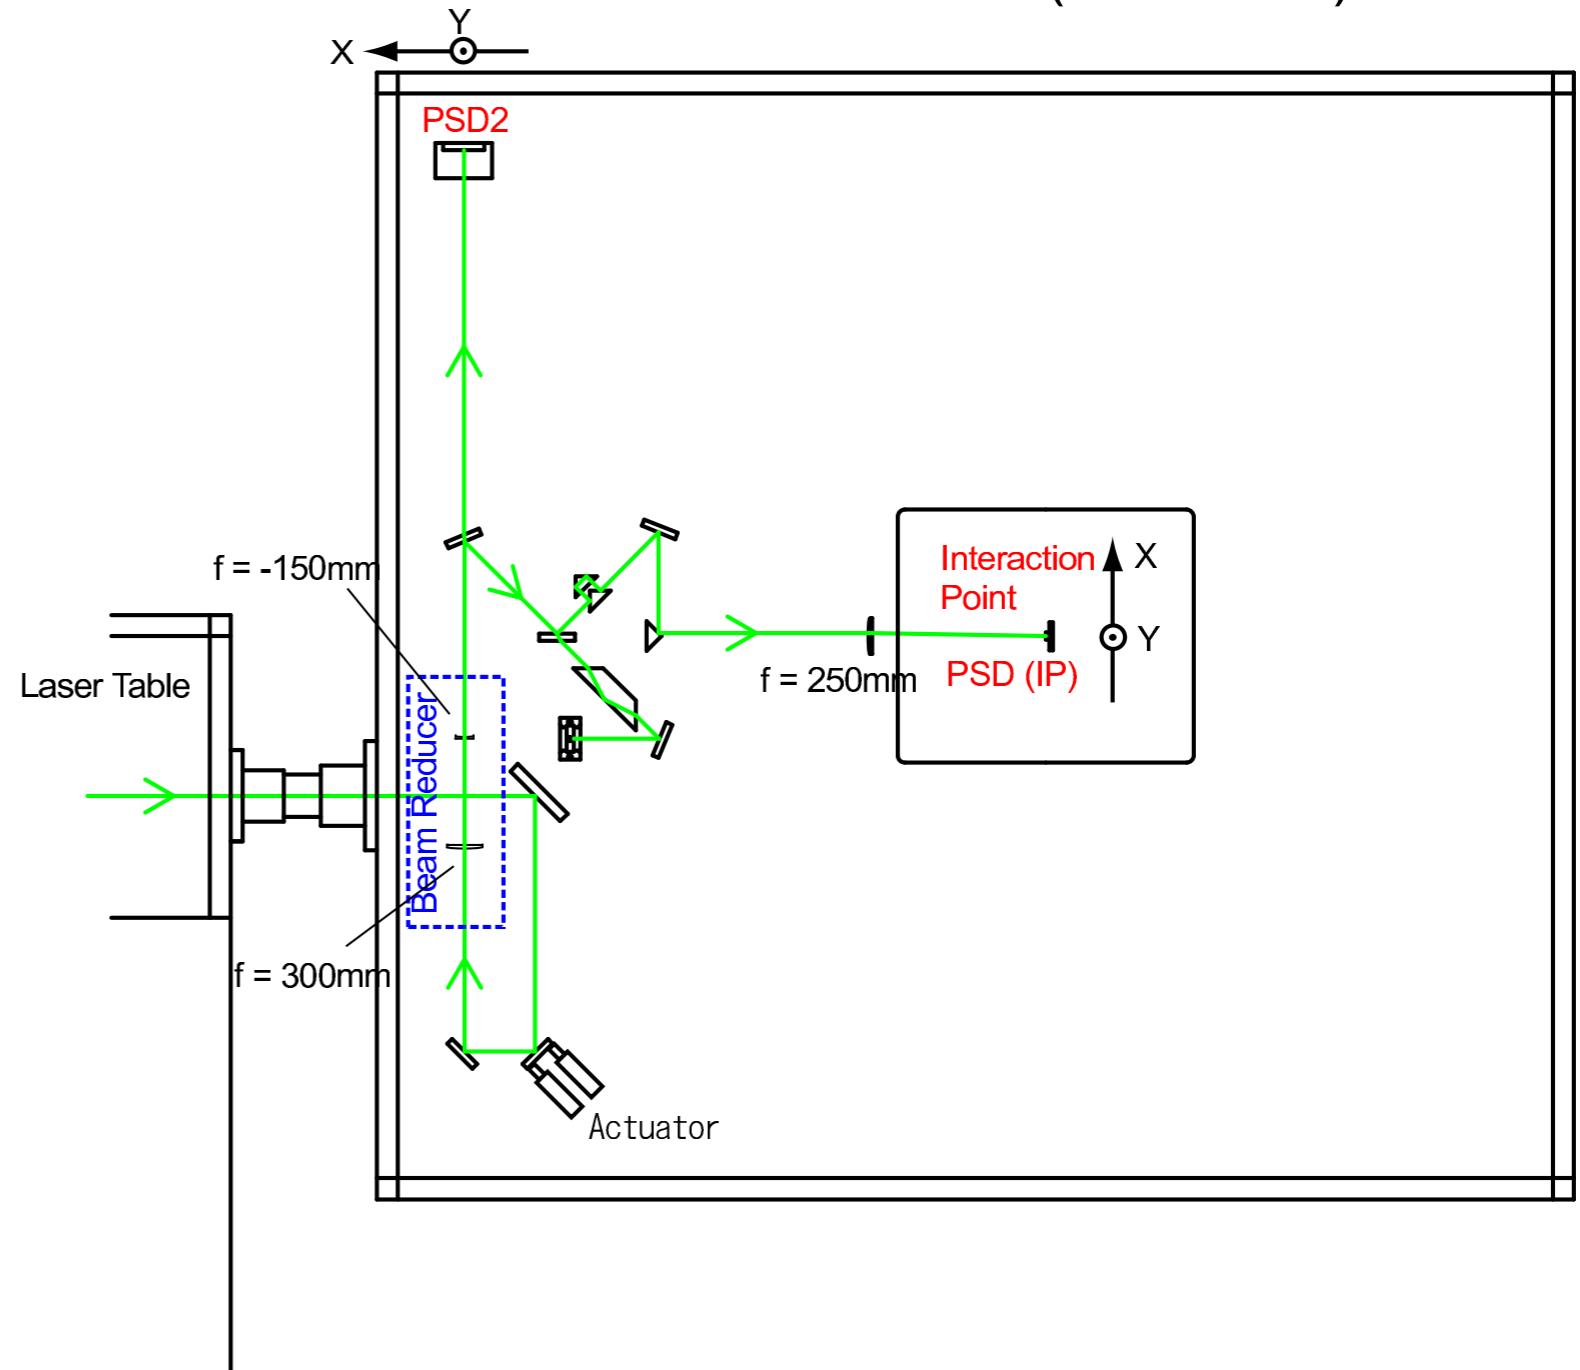 Y
X
PSD2
f = -150mm
Interaction
Point
X
Y
PSD (IP)
Laser Table
f = 250mm
Beam Reducer
f = 300mm
Actuator